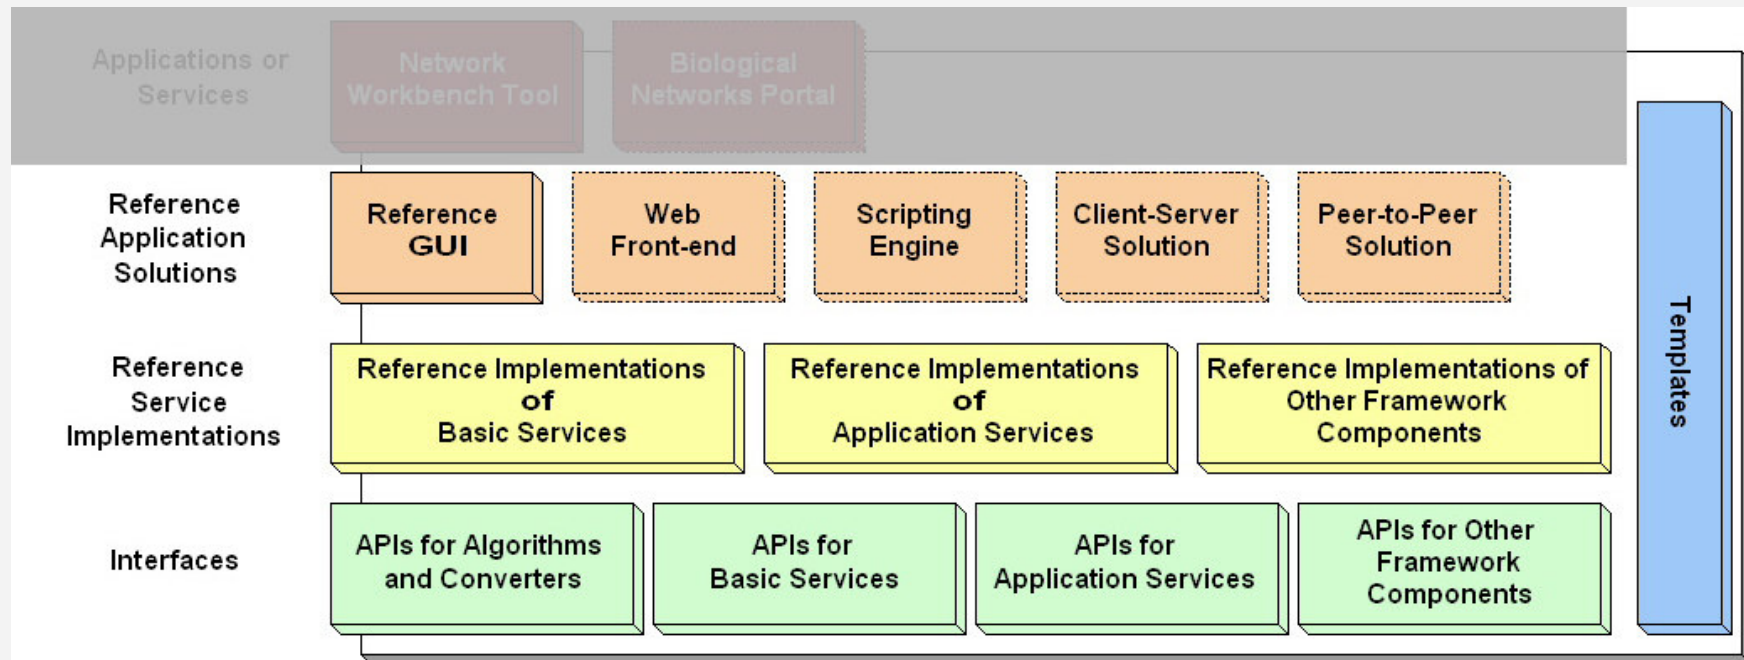 Applications or
Services
Network
Workbench Tool
Biological
Networks Portal
Reference
Application
Solutions
Reference
GUI
Web
Front-end
Scripting
Engine
Client-Server
Solution
Peer-to-Peer
Solution
Templates
Reference
Service
Implementations
Reference Implementations
of
Basic Services
Reference Implementations
of
Application Services
Reference Implementations of
Other Framework
Components
Interfaces
APIs for Algorithms
and Converters
APIs for
Basic Services
APIs for
Application Services
APIs for Other
Framework
Components